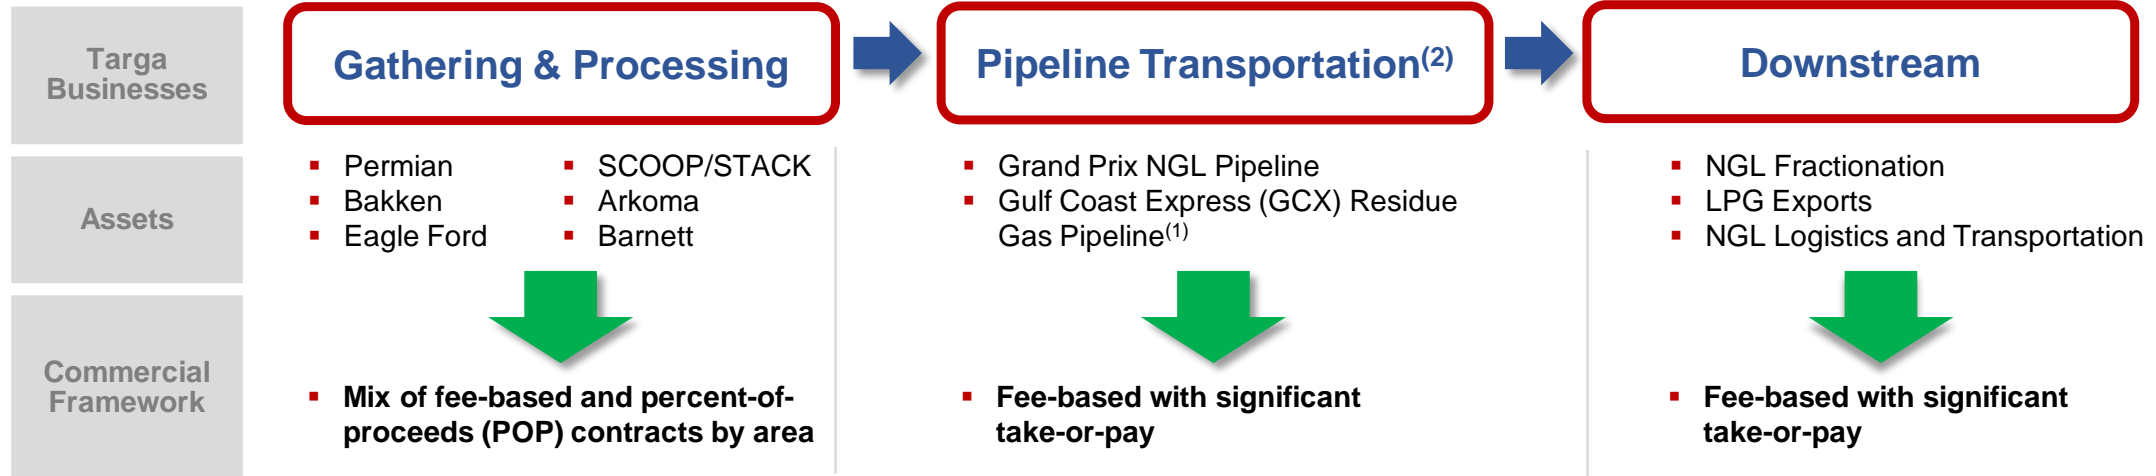 Targa
Businesses
Gathering & Processing
Pipeline Transportation(2)
Downstream
Assets
▪ Permian
▪ Bakken
▪ Eagle Ford
▪ SCOOP/STACK
▪ Arkoma
▪ Barnett
▪ Grand Prix NGL Pipeline
▪ Gulf Coast Express (GCX) Residue
Gas Pipeline(1)
▪ NGL Fractionation
▪ LPG Exports
▪ NGL Logistics and Transportation
Commercial
Framework
▪ Mix of fee-based and percent-of-
proceeds (POP) contracts by area
▪ Fee-based with significant
take-or-pay
▪ Fee-based with significant
take-or-pay